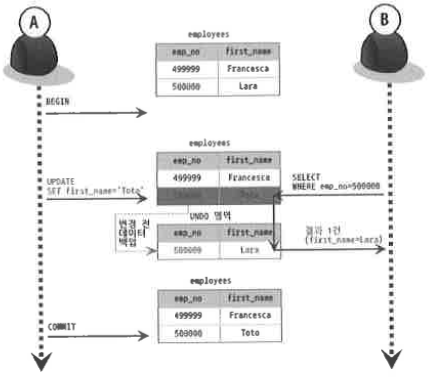 A
B
employees
emp_no first_name
499999 Francesca
500000 Lara
BEGIN
employees
emp_no first_name
499999 Francesca
UPDATE
SET first_name='Toto'
SELECT
WHERE emp_no=500000
UNDO 영역
변경 전
데이터
백업
emp_no first_name
500000 Lara
결과 1건
(first_name=Lara)
employees
emp_no first_name
499999 Francesca
500000 Toto
COMMIT